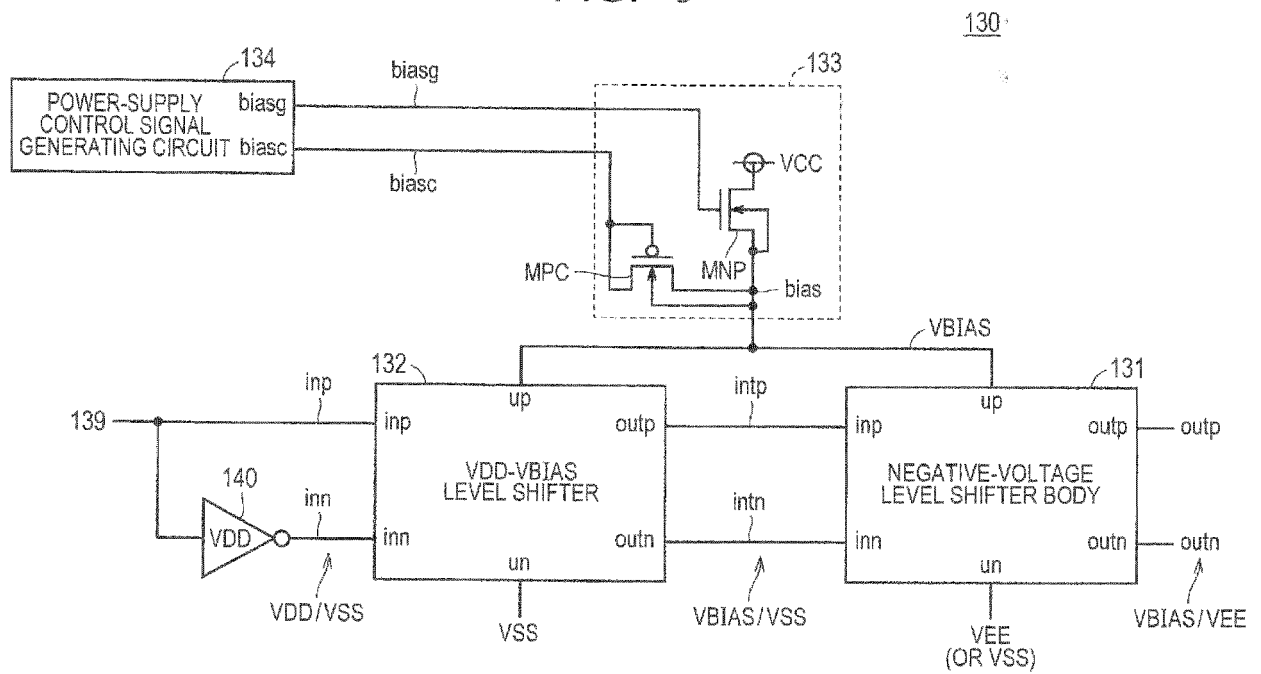 130
134
biasg
133
POWER-SUPPLY
CONTROL SIGNAL
GENERATING CIRCUIT
biasg
biasc
biasc
VCC
MPC
MNP
bias
VBIAS
132
131
139
inp
inp
up
outp
intp
inp
up
outp
outp
140
VDD
inn
inn
VDD-VBIAS
LEVEL SHIFTER
outn
un
intn
inn
NEGATIVE-VOLTAGE
LEVEL SHIFTER BODY
outn
outn
un
VDD/VSS
VSS
VBIAS/VSS
VEE
(OR VSS)
VBIAS/VEE